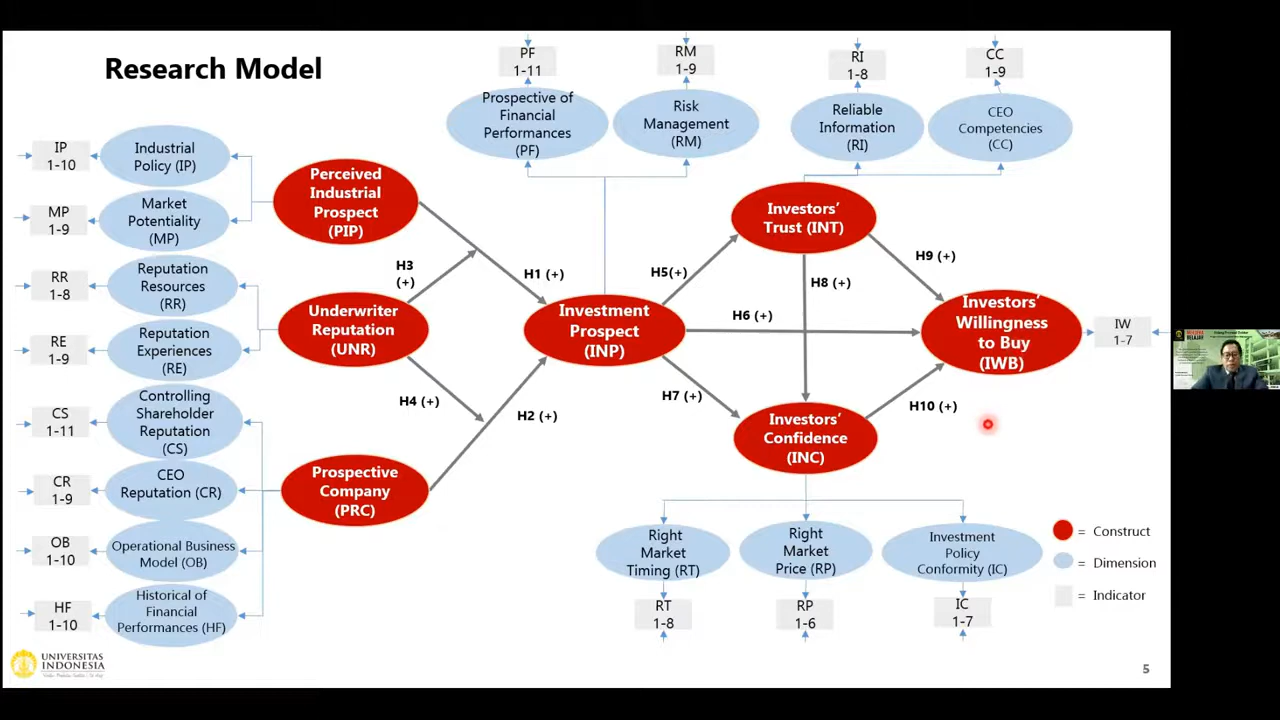 Research Model
PF
1-11
RM
1-9
RI
1-8
CC
1-9
Prospective of
Financial
Performances
(PF)
Risk
Management
(RM)
Reliable
Information
(RI)
CEO
Competencies
(CC)
IP
1-10
Industrial
Policy (IP)
MP
1-9
Market
Potentiality
(MP)
RR
1-8
Reputation
Resources
(RR)
RE
1-9
Reputation
Experiences
(RE)
CS
1-11
Controlling
Shareholder
Reputation
(CS)
CR
1-9
CEO
Reputation (CR)
OB
1-10
Operational Business
Model (OB)
HF
1-10
Historical of
Financial
Performances (HF)
Perceived
Industrial
Prospect
(PIP)
Underwriter
Reputation
(UNR)
Prospective
Company
(PRC)
H3
(+)
H1 (+)
H4 (+)
H2 (+)
Investment
Prospect
(INP)
H5(+)
H6 (+)
H7 (+)
Investors’
Trust (INT)
H8 (+)
H9 (+)
Investors’
Confidence
(INC)
H10 (+)
Investors’
Willingness
to Buy
(IWB)
IW
1-7
Right
Market
Timing (RT)
Right
Market
Price (RP)
Investment
Policy
Conformity (IC)
RT
1-8
RP
1-6
IC
1-7
= Construct
= Dimension
= Indicator
UNIVERSITAS
INDONESIA
5